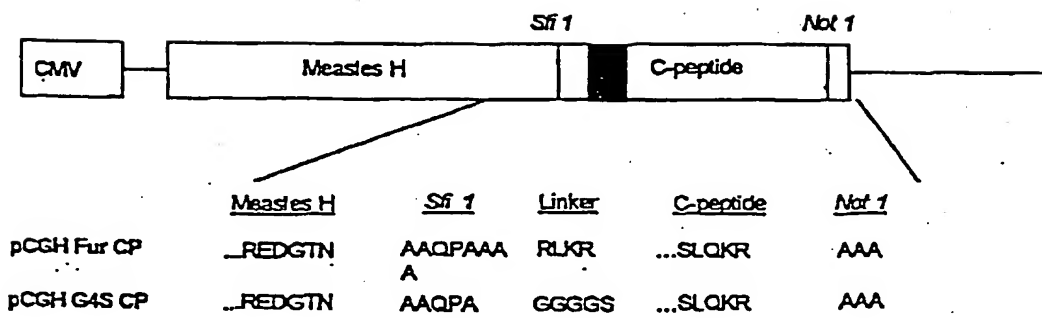 Sfi 1 Not 1
CMV Measles H C-peptide
Measles H Sfi 1 Linker C-peptide Not 1
pCGH Fur CP ...REDGTN AAQPAAA RLKR ...SLQKR AAA
A
pCGH G4S CP ...REDGTN AAQPA GGGGS ...SLQKR AAA